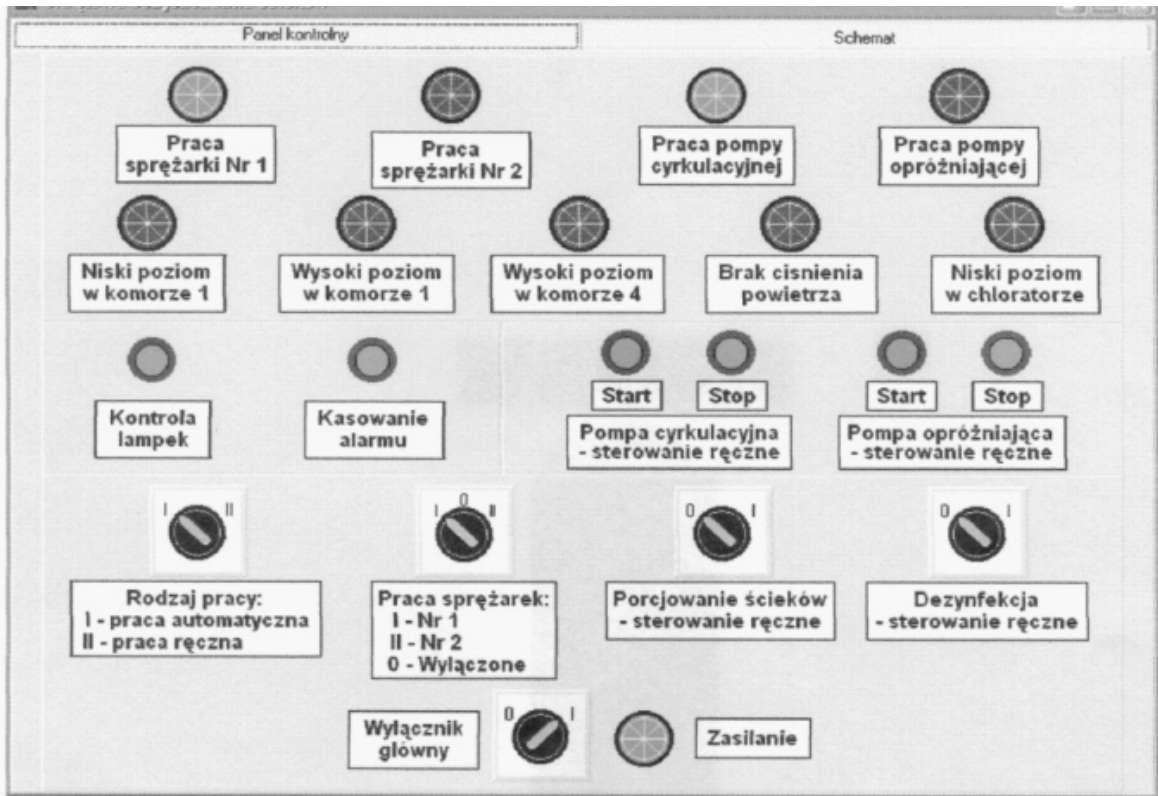 Panel kontrolny
Schemat
Praca
sprężarki Nr 1
Praca
sprężarki Nr 2
Praca pompy
cyrkulacyjnej
Praca pompy
opróżniającej
Niski poziom
w komorze 1
Wysoki poziom
w komorze 1
Wysoki poziom
w komorze 4
Brak cisnienia
powietrza
Niski poziom
w chloratorze
Kontrola
lampek
Kasowanie
alarmu
Start
Stop
Pompa cyrkulacyjna
- sterowanie ręczne
Start
Stop
Pompa opróżniająca
- sterowanie ręczne
I II
Rodzaj pracy:
I - praca automatyczna
II - praca ręczna
I 0 II
Praca sprężarek:
I - Nr 1
II - Nr 2
0 - Wyłączone
0 I
Porcjowanie ścieków
- sterowanie ręczne
0 I
Dezynfekcja
- sterowanie ręczne
Wyłącznik
główny
0 I
Zasilanie